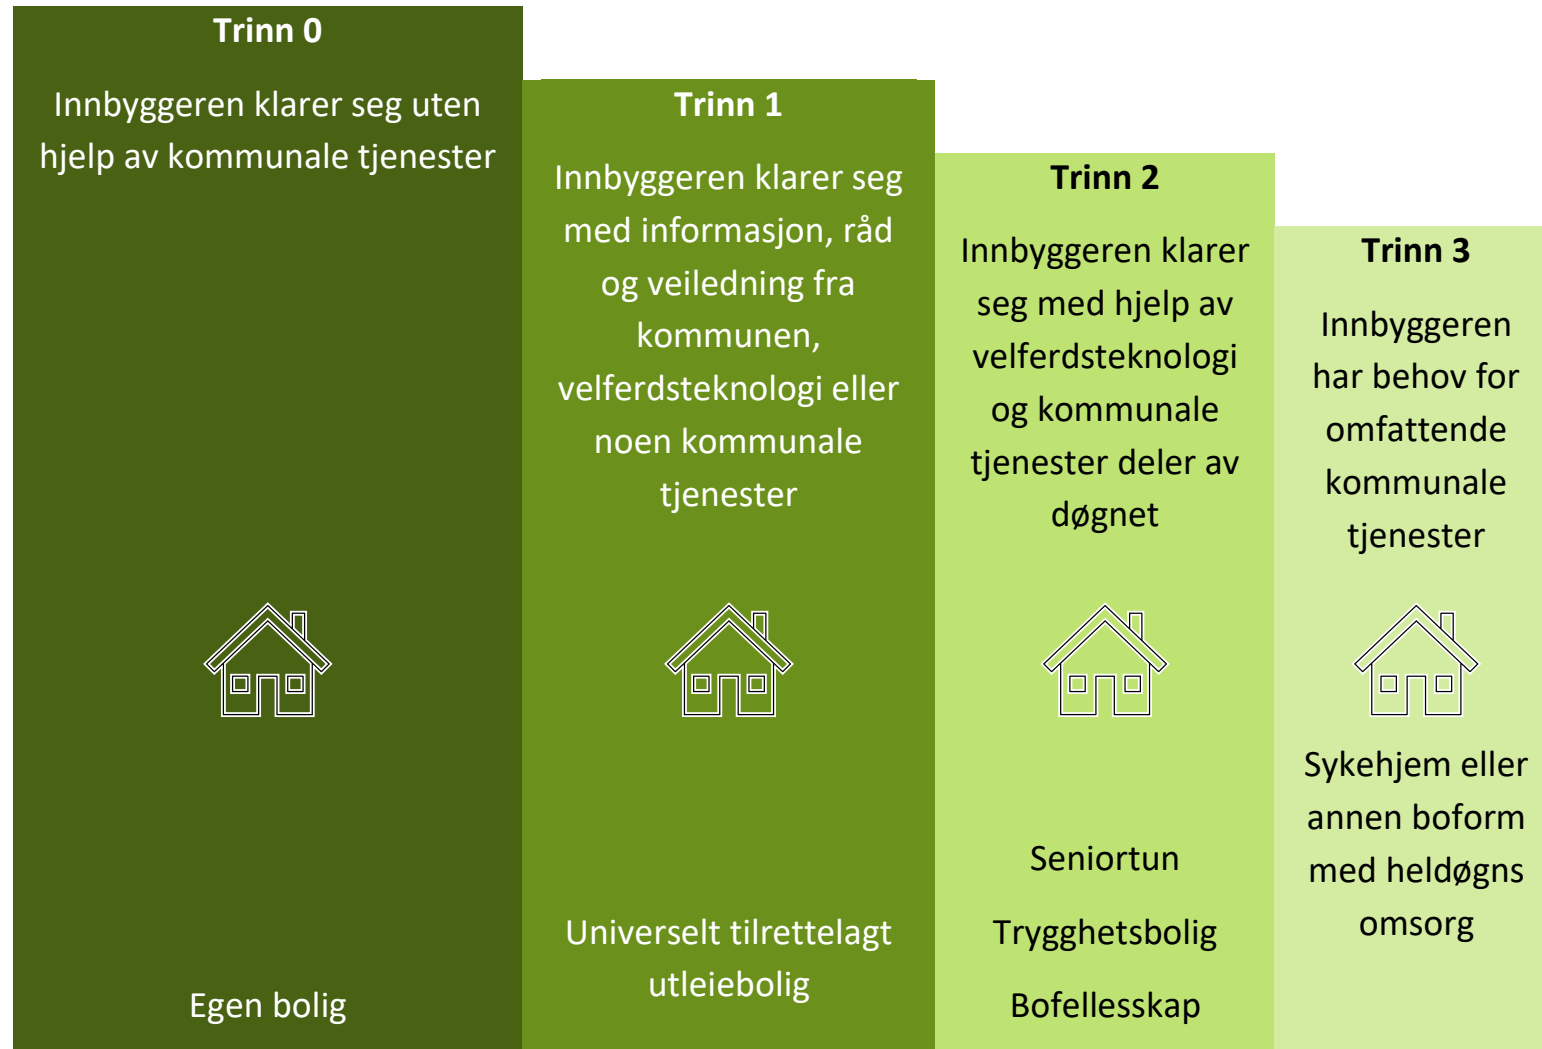 Trinn 0
Innbyggeren klarer seg uten
hjelp av kommunale tjenester
Egen bolig
Trinn 1
Innbyggeren klarer seg
med informasjon, råd
og veiledning fra
kommunen,
velferdsteknologi eller
noen kommunale
tjenester
Universelt tilrettelagt
utleiebolig
Trinn 2
Innbyggeren klarer
seg med hjelp av
velferdsteknologi
og kommunale
tjenester deler av
døgnet
Seniortun
Trygghetsbolig
Bofellesskap
Trinn 3
Innbyggeren
har behov for
omfattende
kommunale
tjenester
Sykehjem eller
annen boform
med heldøgns
omsorg